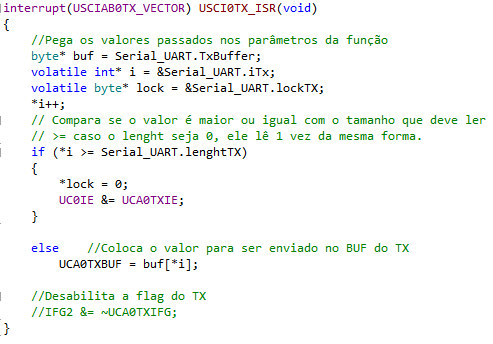 interrupt(USCIAB0TX_VECTOR) USCI0TX_ISR(void)
{
//Pega os valores passados nos parâmetros da função
byte* buf = Serial_UART.TxBuffer;
volatile int* i = &Serial_UART.iTx;
volatile byte* lock = &Serial_UART.lockTX;
*i++;
// Compara se o valor é maior ou igual com o tamanho que deve ler
// >= caso o lenght seja 0, ele lê 1 vez da mesma forma.
if (*i >= Serial_UART.lenghtTX)
{
*lock = 0;
UC0IE &= UCA0TXIE;
}
else //Coloca o valor para ser enviado no BUF do TX
UCA0TXBUF = buf[*i];
//Desabilita a flag do TX
//IFG2 &= ~UCA0TXIFG;
}